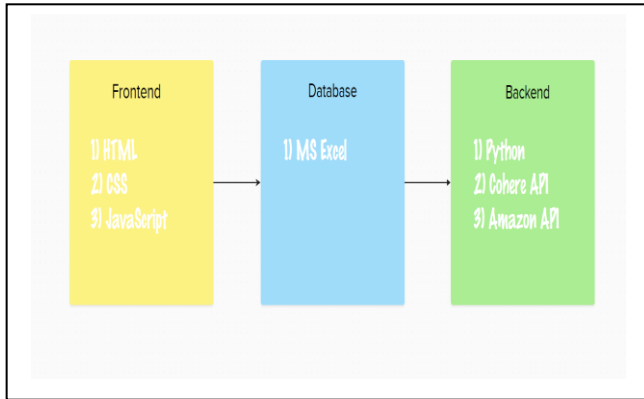 Frontend
1) HTML
2) CSS
3) JavaScript
Database
1) MS Excel
Backend
1) Python
2) Cohere API
3) Amazon API